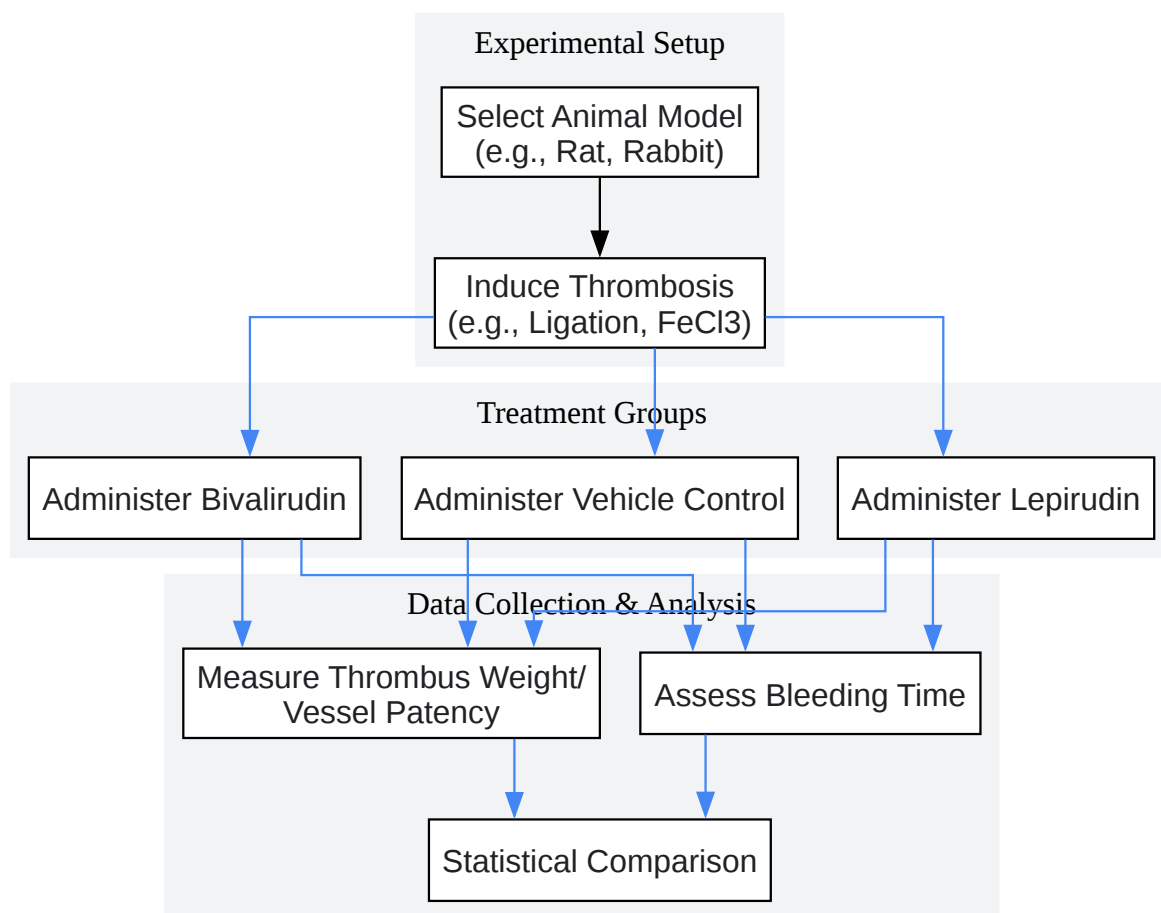 Experimental Setup
Select Animal Model
(e.g., Rat, Rabbit)
Induce Thrombosis
(e.g., Ligation, FeCl3)
Treatment Groups
Administer Bivalirudin
Administer Vehicle Control
Administer Lepirudin
Data Collection & Analysis
Measure Thrombus Weight/
Vessel Patency
Assess Bleeding Time
Statistical Comparison